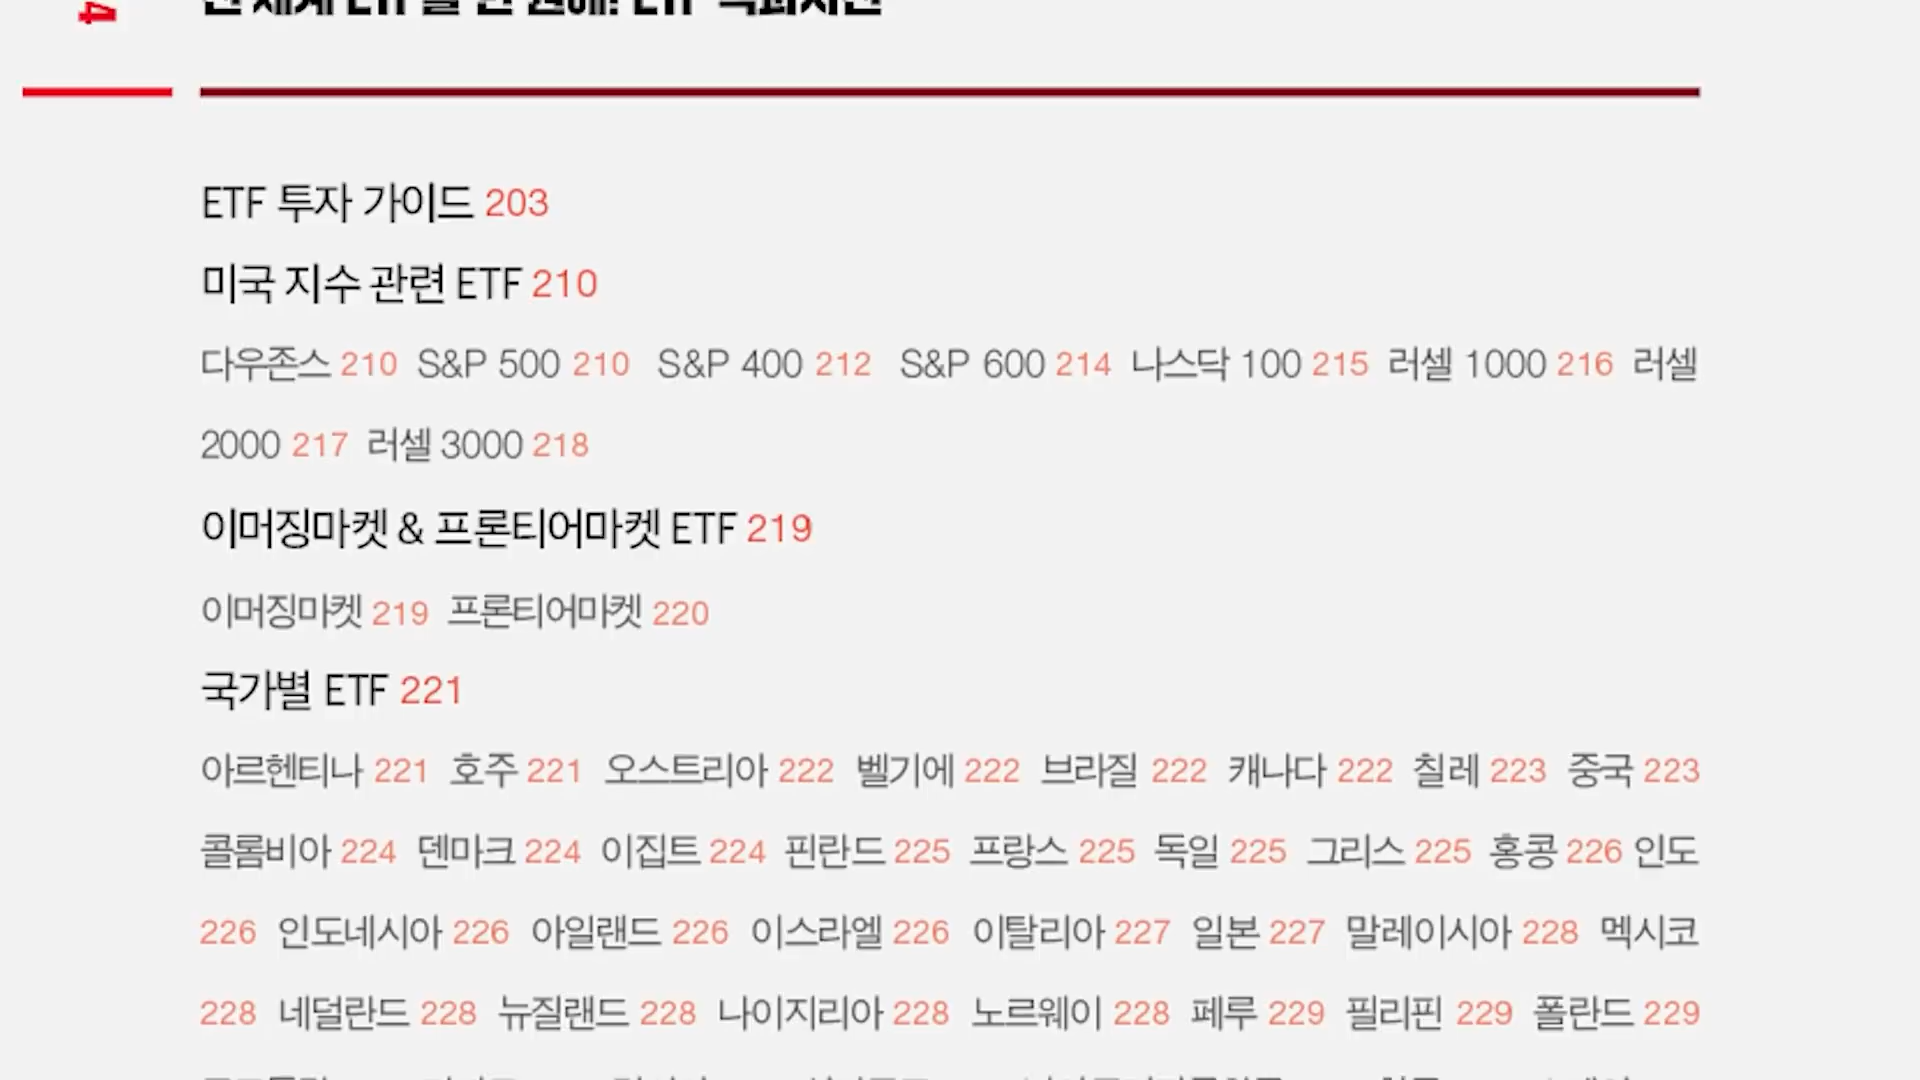 4
ETF
ETF 투자 가이드 203
미국 지수 관련 ETF 210
다우존스 210 S&P 500 210 S&P 400 212 S&P 600 214 나스닥 100 215 러셀 1000 216 러셀
2000 217 러셀 3000 218
이머징마켓 & 프론티어마켓 ETF 219
이머징마켓 219 프론티어마켓 220
국가별 ETF 221
아르헨티나 221 호주 221 오스트리아 222 벨기에 222 브라질 222 캐나다 222 칠레 223 중국 223
콜롬비아 224 덴마크 224 이집트 224 핀란드 225 프랑스 225 독일 225 그리스 225 홍콩 226 인도
226 인도네시아 226 아일랜드 226 이스라엘 226 이탈리아 227 일본 227 말레이시아 228 멕시코
228 네덜란드 228 뉴질랜드 228 나이지리아 228 노르웨이 228 페루 229 필리핀 229 폴란드 229